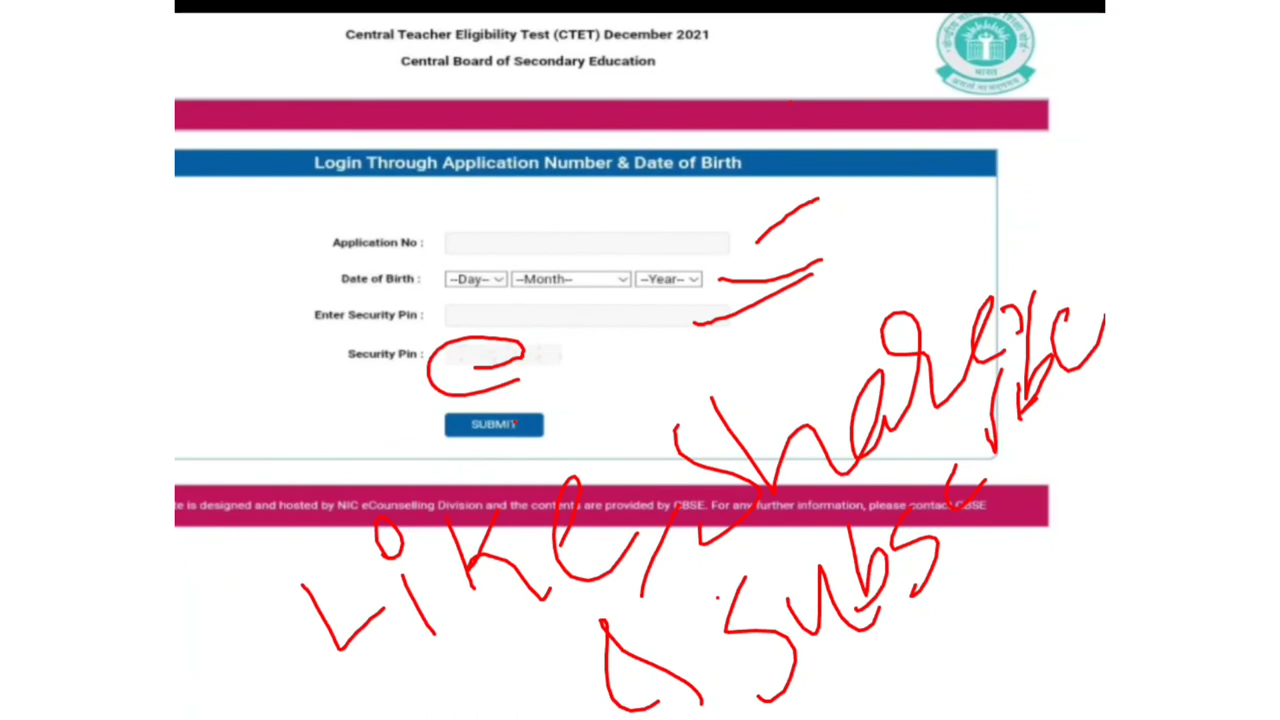 Central Teacher Eligibility Test (CTET) December 2021
Central Board of Secondary Education
भारत
Login Through Application Number & Date of Birth
Application No :
Date of Birth : --Day-- --Month-- --Year--
Enter Security Pin :
Security Pin :
SUBMIT
te is designed and hosted by NIC eCounselling Division and the contents are provided by CBSE. For any further information, please contact CBSE
Like, Share
& Subsc